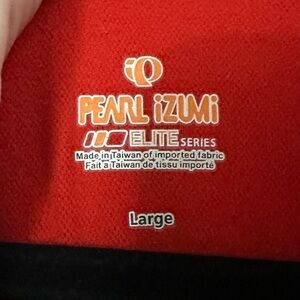 PEARL iZUMi
ELITE SERIES
Made in Taiwan of imported fabric
Fait a Taiwan de tissu importé
Large